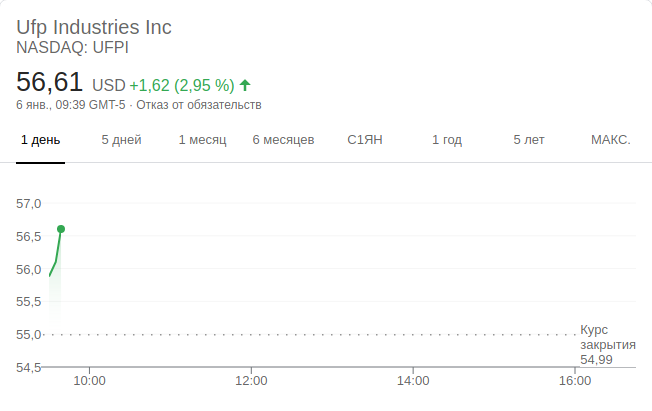 Ufp Industries Inc
NASDAQ: UFPI
56,61 USD +1,62 (2,95 %)
6 янв., 09:39 GMT-5 · Отказ от обязательств
1 день 5 дней 1 месяц 6 месяцев С1ЯН 1 год 5 лет МАКС.
57,0
56,5
56,0
55,5
55,0
Курс
закрытия
54,99
54,5
10:00 12:00 14:00 16:00